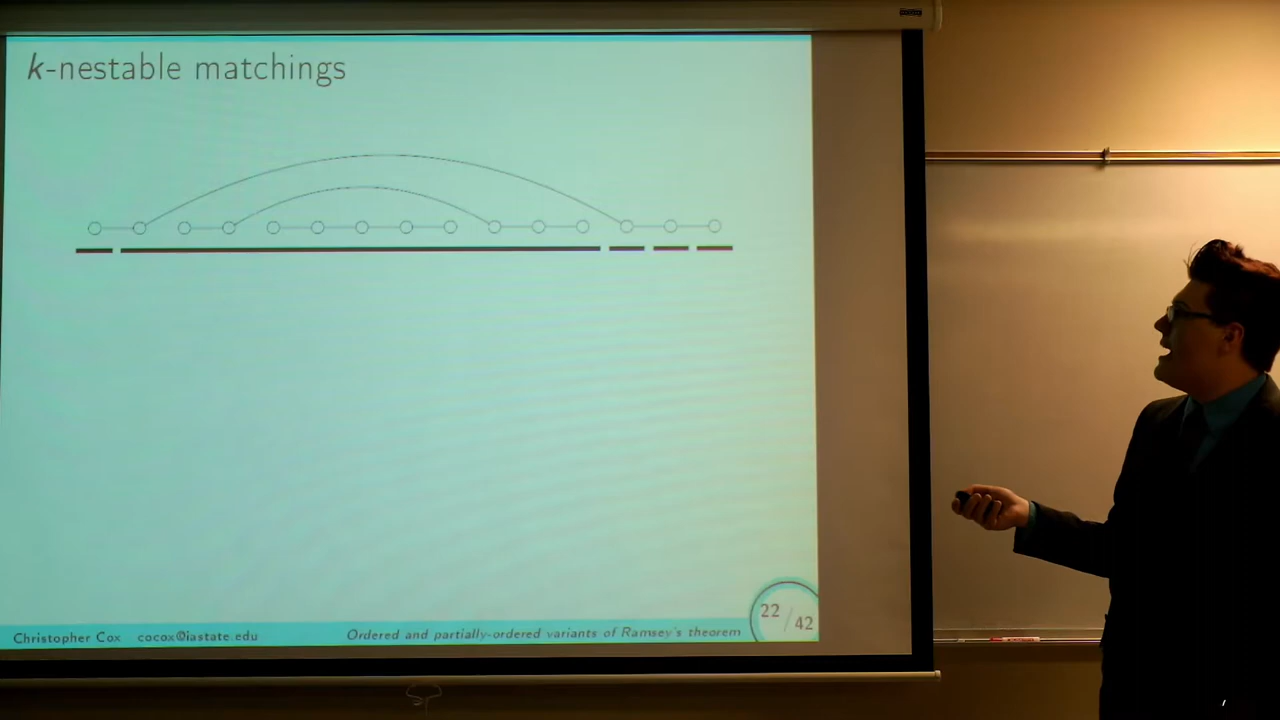 k-nestable matchings
Christopher Cox cocox@iastate.edu
Ordered and partially-ordered variants of Ramsey's theorem
22/42